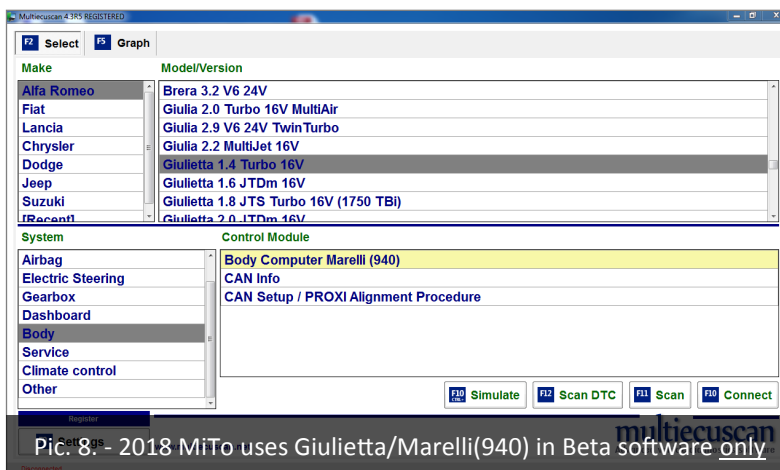 Multiecuscan 4.3R5 REGISTERED
F2 Select F5 Graph
Make Model/Version
Alfa Romeo
Fiat
Lancia
Chrysler
Dodge
Jeep
Suzuki
[Recent]
Brera 3.2 V6 24V
Giulia 2.0 Turbo 16V MultiAir
Giulia 2.9 V6 24V TwinTurbo
Giulia 2.2 MultiJet 16V
Giulietta 1.4 Turbo 16V
Giulietta 1.6 JTDm 16V
Giulietta 1.8 JTS Turbo 16V (1750 TBi)
Giulietta 2.0 JTDm 16V
System Control Module
Airbag
Electric Steering
Gearbox
Dashboard
Body
Service
Climate control
Other
Body Computer Marelli (940)
CAN Info
CAN Setup / PROXI Alignment Procedure
F10 CTRL+ Simulate F12 Scan DTC F11 Scan F10 Connect
Register
multiecuscan
Pic. 8. - 2018 MiTo uses Giulietta/Marelli(940) in Beta software only
Disconnected